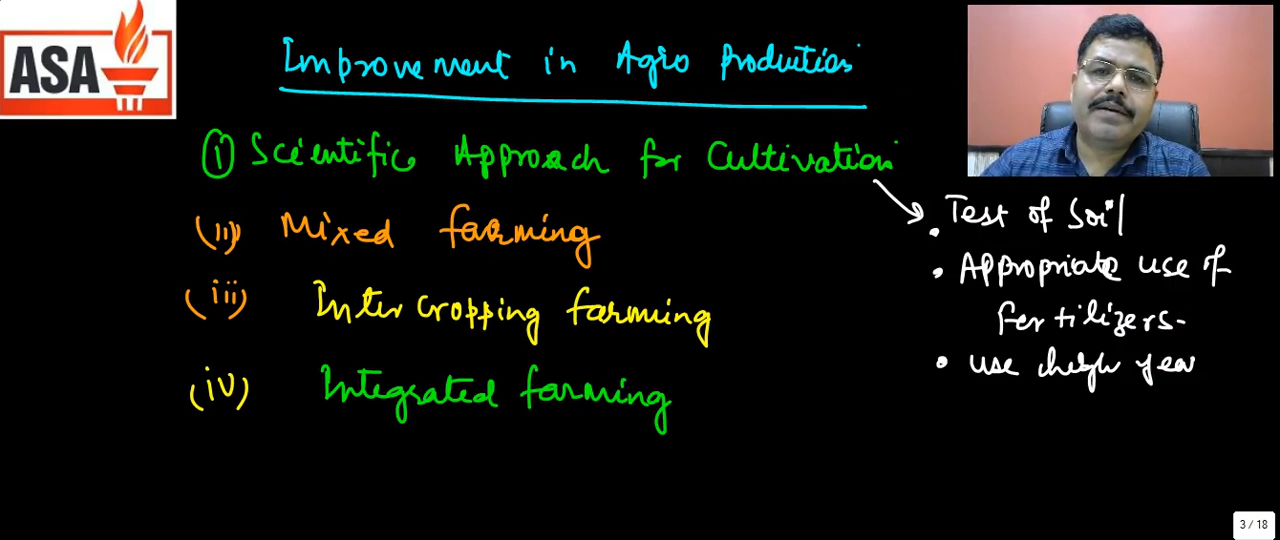 ASA
Improvement in Agro Production
(i) Scientific Approach for Cultivation
(ii) Mixed farming
(iii) Inter cropping farming
(iv) Integrated farming
• Test of Soil
• Appropriate use of
fertilizers-
• use high
3 / 18